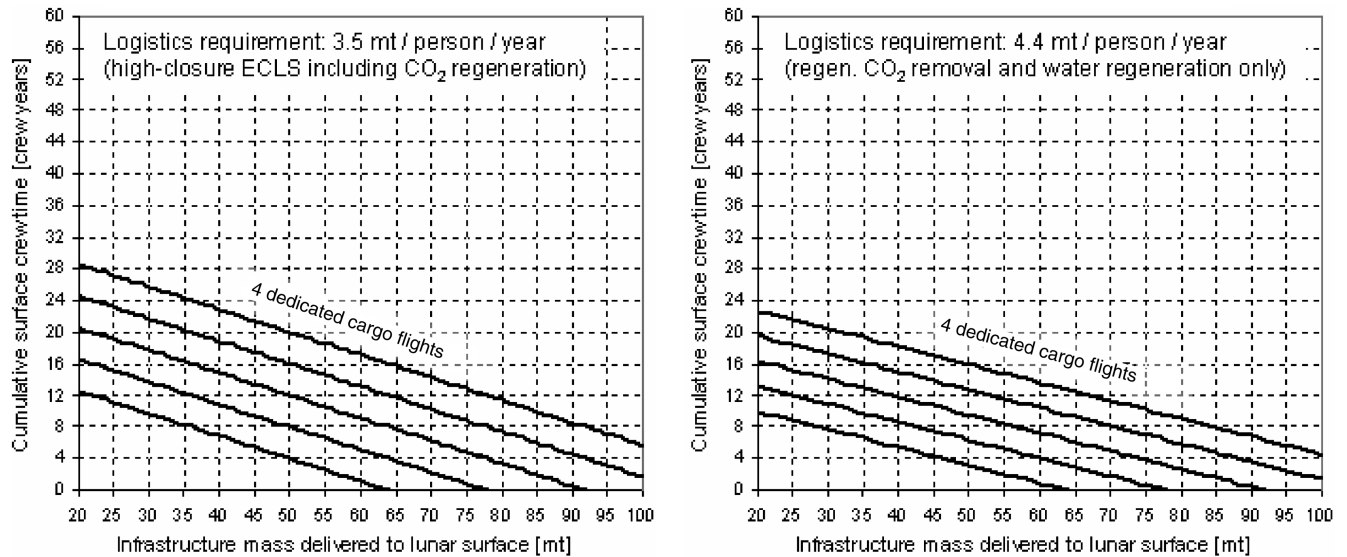 Logistics requirement: 3.5 mt / person / year
(high-closure ECLS including CO₂ regeneration)
Cumulative surface crewtime [crew years]
60
56
52
48
44
40
36
32
28
24
20
16
12
8
4
0
4 dedicated cargo flights
20 25 30 35 40 45 50 55 60 65 70 75 80 85 90 95 100
Infrastructure mass delivered to lunar surface [mt]
Logistics requirement: 4.4 mt / person / year
(regen. CO₂ removal and water regeneration only)
Cumulative surface crewtime [crew years]
60
56
52
48
44
40
36
32
28
24
20
16
12
8
4
0
4 dedicated cargo flights
20 25 30 35 40 45 50 55 60 65 70 75 80 85 90 95 100
Infrastructure mass delivered to lunar surface [mt]